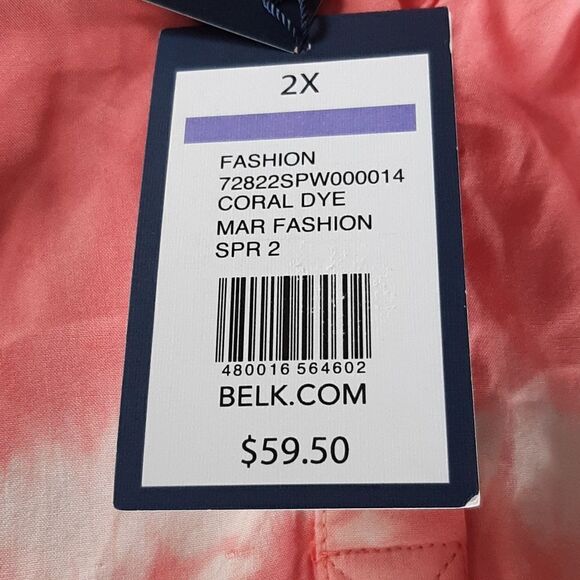 2X
FASHION
72822SPW000014
CORAL DYE
MAR FASHION
SPR 2
480016 564602
BELK.COM
$59.50